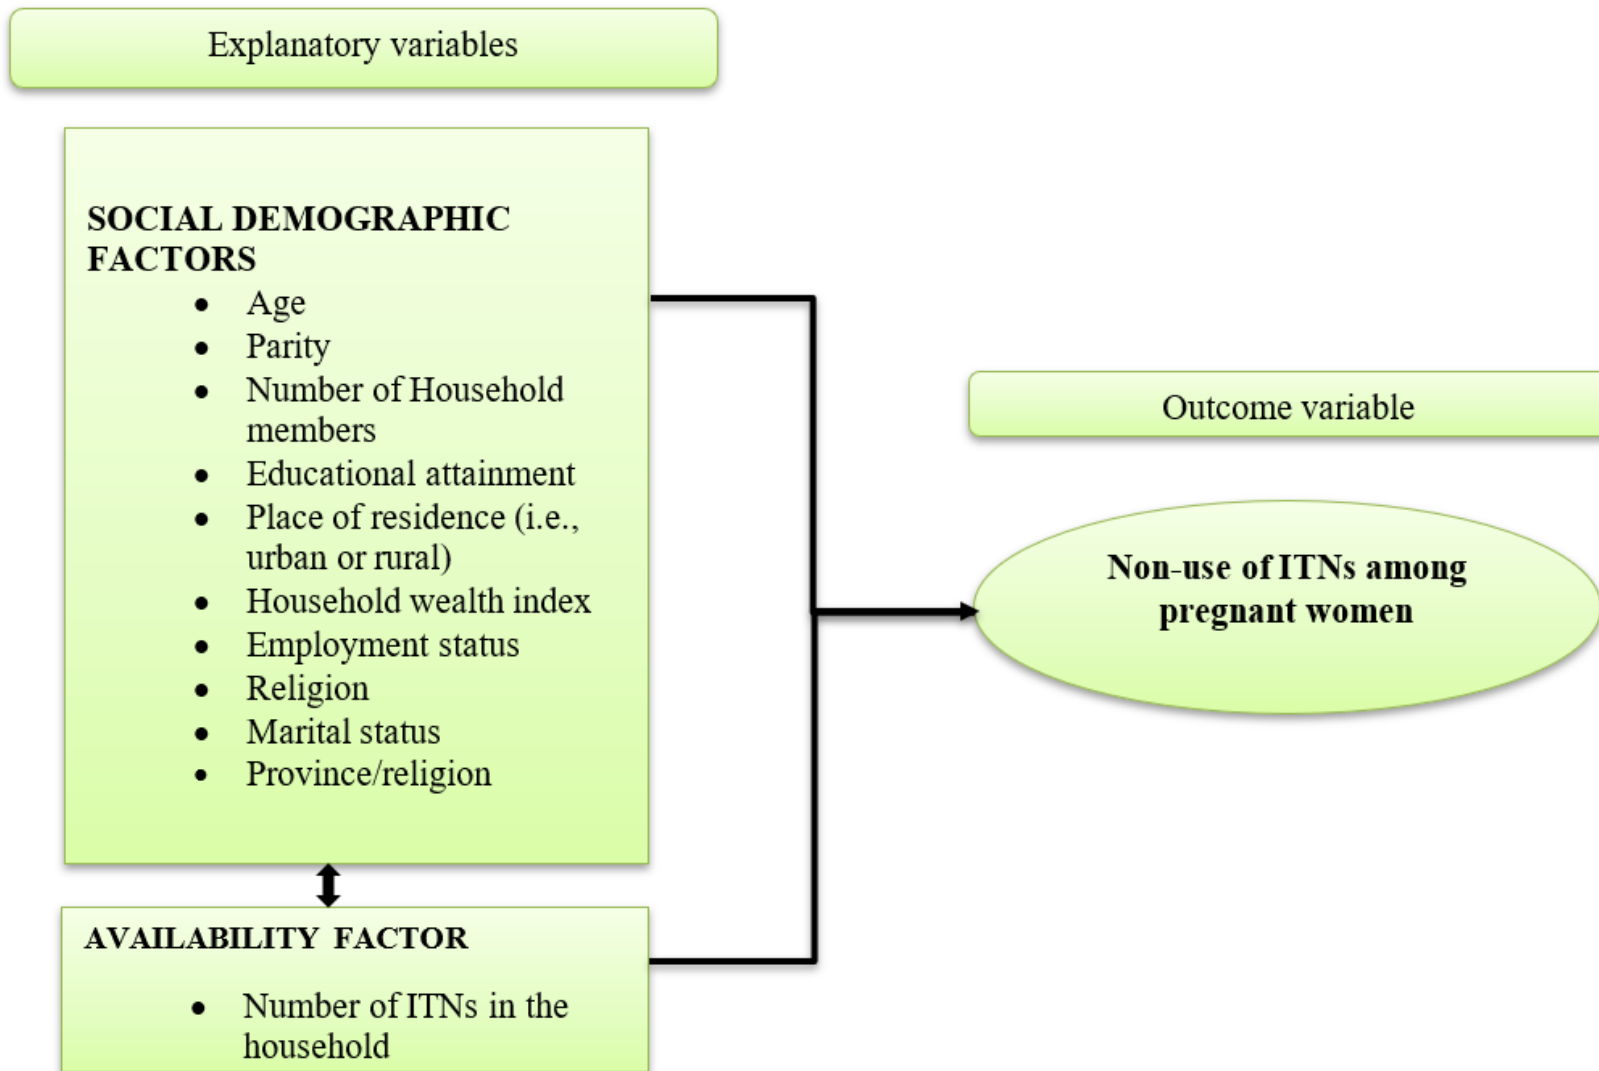 Explanatory variables
SOCIAL DEMOGRAPHIC
FACTORS
• Age
• Parity
• Number of Household
members
• Educational attainment
• Place of residence (i.e.,
urban or rural)
• Household wealth index
• Employment status
• Religion
• Marital status
• Province/religion
AVAILABILITY FACTOR
• Number of ITNs in the
household
Outcome variable
Non-use of ITNs among
pregnant women